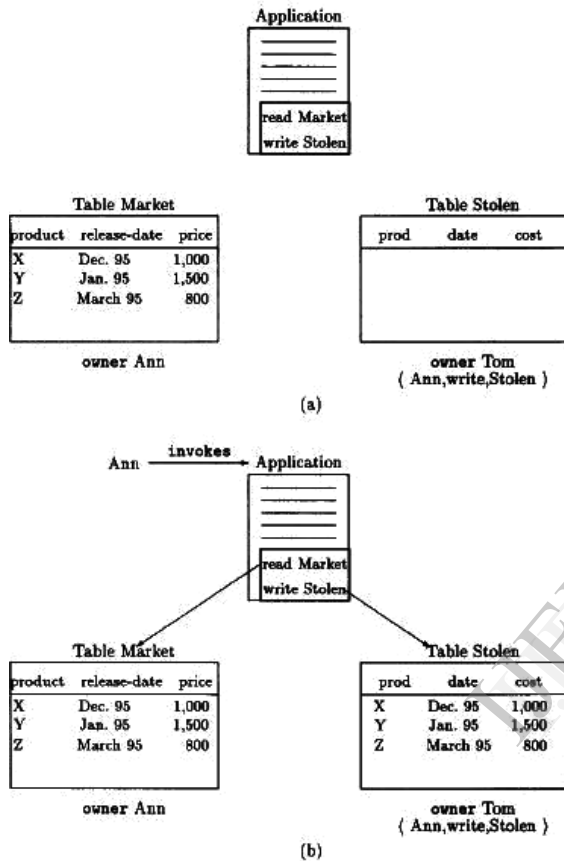 Application
read Market
write Stolen
Table Market
product release-date price
X Dec. 95 1,000
Y Jan. 95 1,500
Z March 95 800
owner Ann
Table Stolen
prod date cost
owner Tom
( Ann,write,Stolen )
(a)
Ann invokes Application
read Market
write Stolen
Table Market
product release-date price
X Dec. 95 1,000
Y Jan. 95 1,500
Z March 95 800
owner Ann
Table Stolen
prod date cost
X Dec. 95 1,000
Y Jan. 95 1,500
Z March 95 800
owner Tom
( Ann,write,Stolen )
(b)